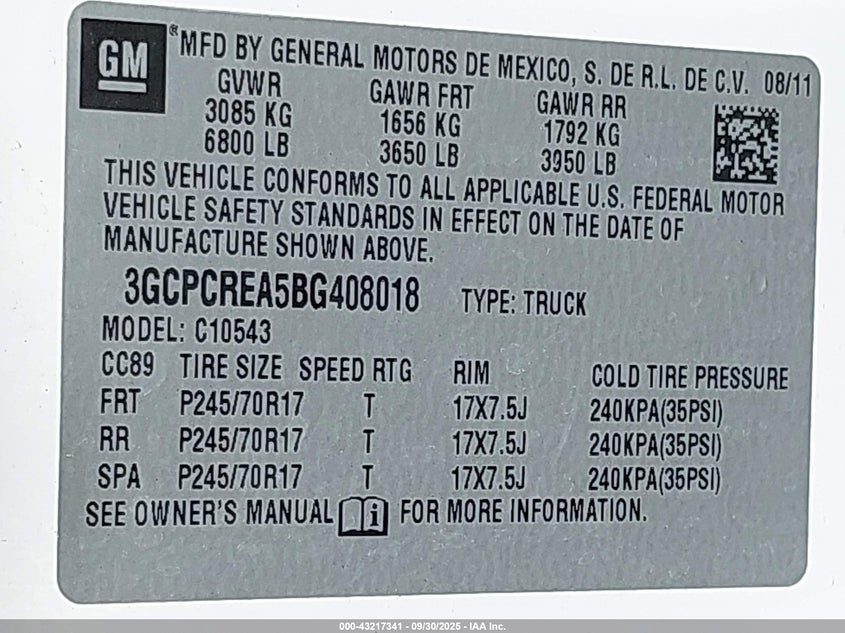 GM
®MFD BY GENERAL MOTORS DE MEXICO, S. DE R.L. DE C.V. 08/11
GVWR GAWR FRT GAWR RR
3085 KG 1656 KG 1792 KG
6800 LB 3650 LB 3950 LB
THIS VEHICLE CONFORMS TO ALL APPLICABLE U.S. FEDERAL MOTOR
VEHICLE SAFETY STANDARDS IN EFFECT ON THE DATE OF
MANUFACTURE SHOWN ABOVE.
3GCPCREA5BG408018 TYPE: TRUCK
MODEL: C10543
CC89 TIRE SIZE SPEED RTG RIM COLD TIRE PRESSURE
FRT P245/70R17 T 17X7.5J 240KPA(35PSI)
RR P245/70R17 T 17X7.5J 240KPA(35PSI)
SPA P245/70R17 T 17X7.5J 240KPA(35PSI)
SEE OWNER'S MANUAL i FOR MORE INFORMATION.
000-43217341 - 09/30/2025 - IAA Inc.